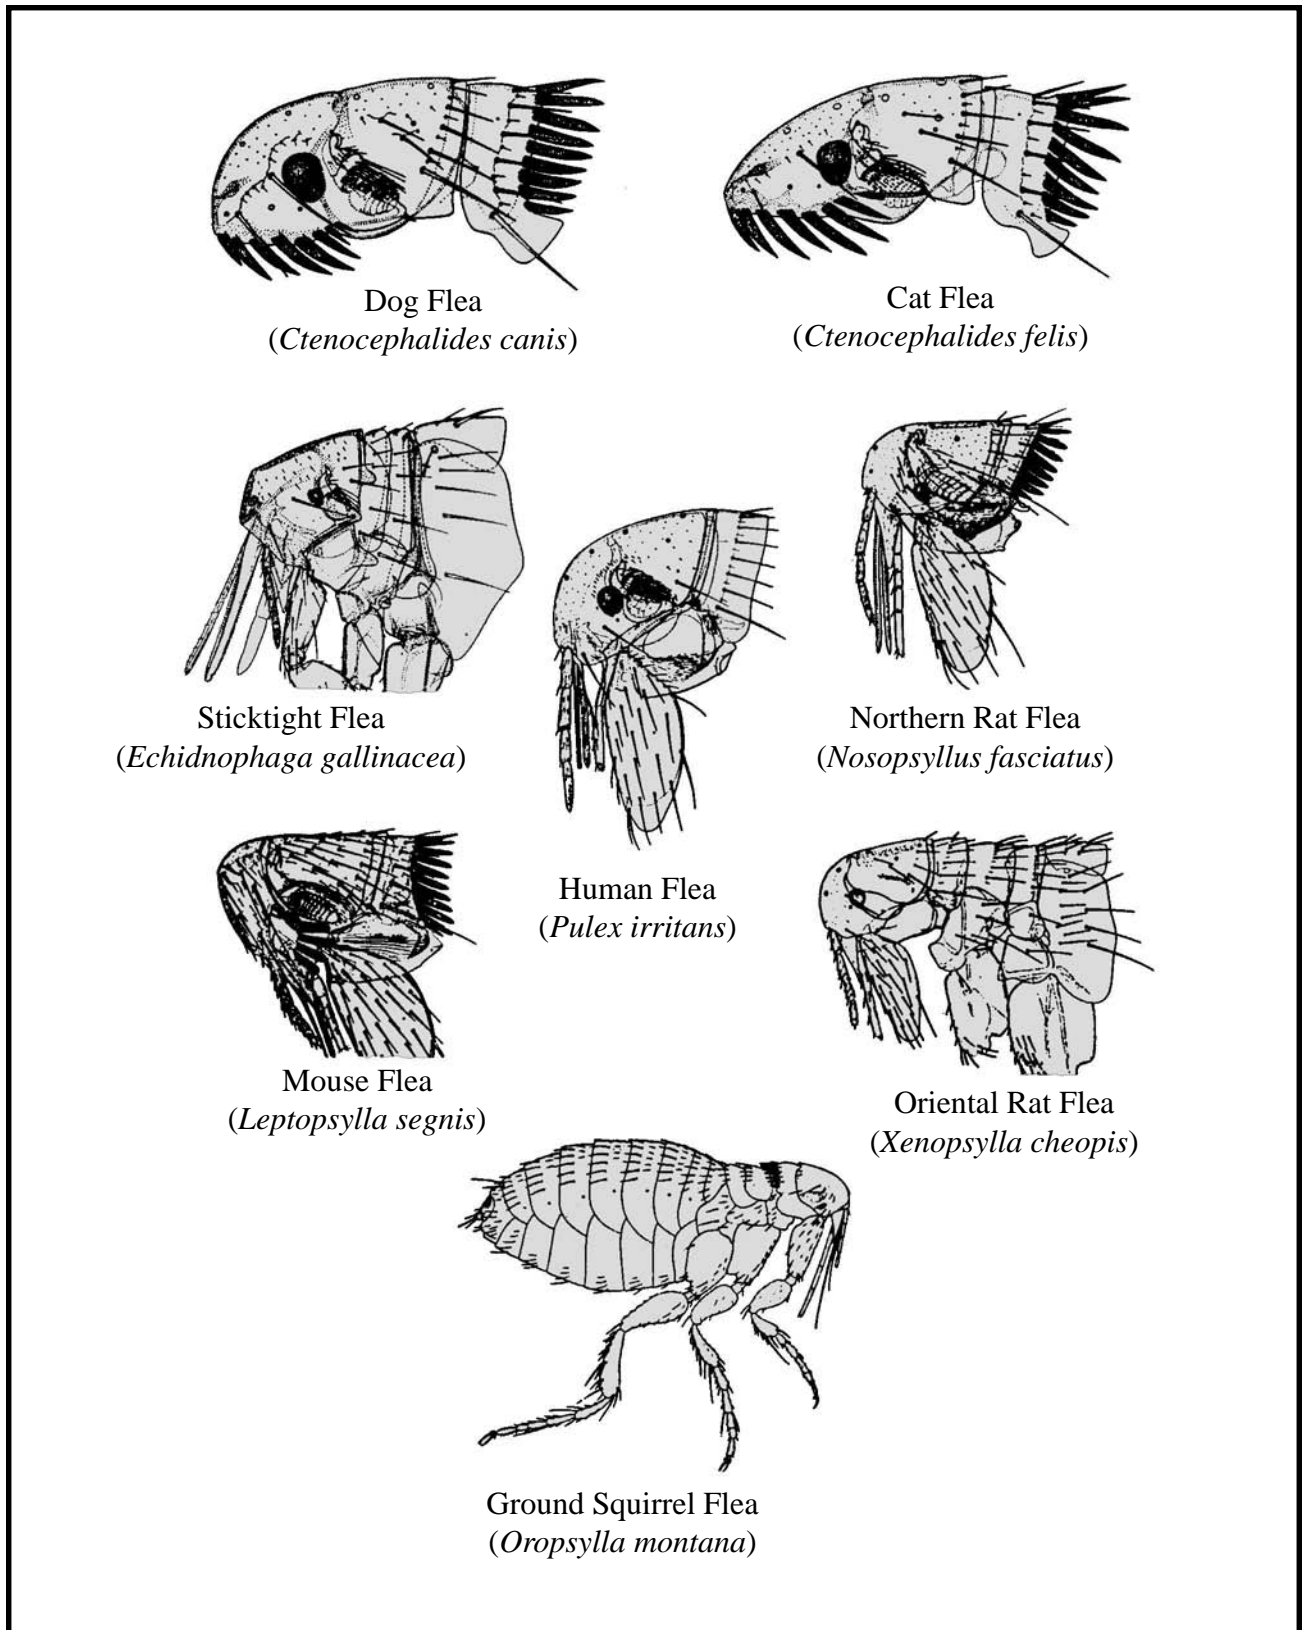 Dog Flea
(Ctenocephalides canis)
Cat Flea
(Ctenocephalides felis)
Sticktight Flea
(Echidnophaga gallinacea)
Northern Rat Flea
(Nosopsyllus fasciatus)
Human Flea
(Pulex irritans)
Mouse Flea
(Leptopsylla segnis)
Oriental Rat Flea
(Xenopsylla cheopis)
Ground Squirrel Flea
(Oropsylla montana)